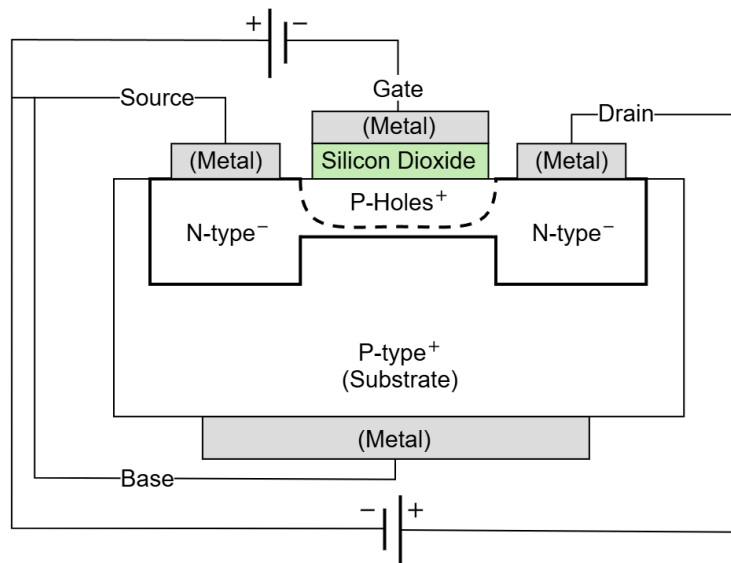 + −
Gate
Source
Drain
(Metal)
(Metal)
Silicon Dioxide
(Metal)
P-Holes⁺
N-type⁻
N-type⁻
P-type⁺
(Substrate)
(Metal)
Base
− +